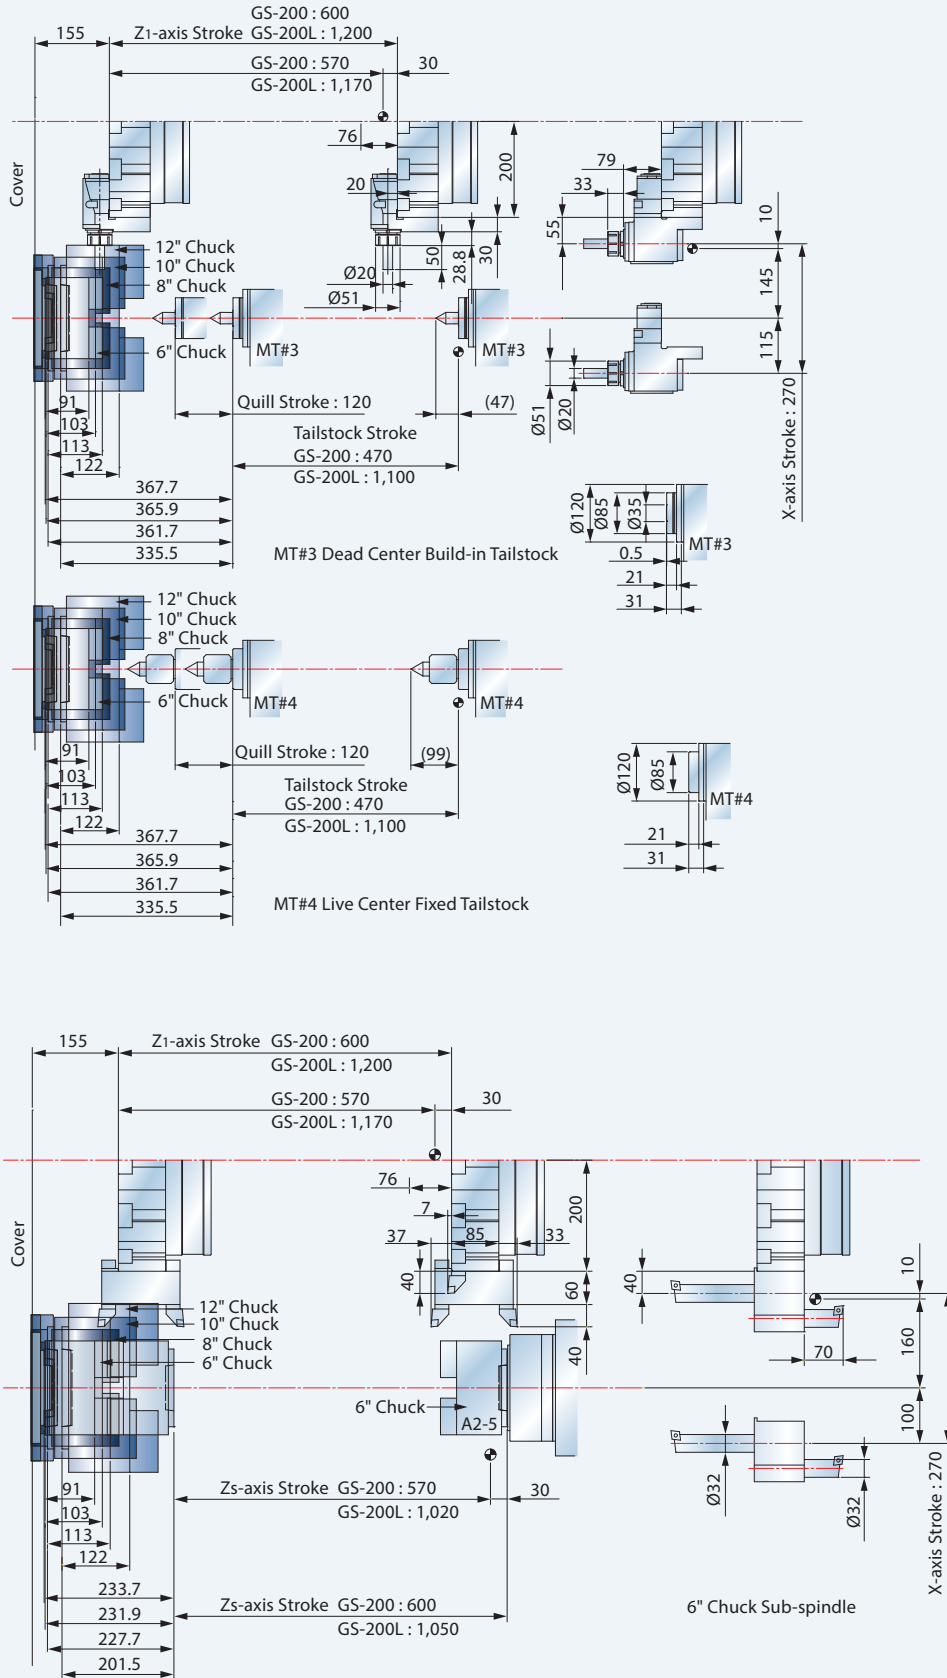 GS-200 : 600
155
Z1-axis Stroke GS-200L : 1,200
GS-200 : 570
30
GS-200L : 1,170
76
200
79
Cover
20
33
10
55
12" Chuck
10" Chuck
8" Chuck
50
28.8
30
Ø20
Ø51
145
6" Chuck
MT#3
MT#3
115
91
Quill Stroke : 120
(47)
Ø51
Ø20
103
Tailstock Stroke
113
GS-200 : 470
122
GS-200L : 1,100
X-axis Stroke : 270
367.7
365.9
361.7
335.5
MT#3 Dead Center Build-in Tailstock
Ø120
Ø85
Ø35
MT#3
0.5
21
31
12" Chuck
10" Chuck
8" Chuck
6" Chuck
MT#4
MT#4
91
Quill Stroke : 120
(99)
103
Tailstock Stroke
113
GS-200 : 470
122
GS-200L : 1,100
367.7
365.9
361.7
335.5
MT#4 Live Center Fixed Tailstock
Ø120
Ø85
MT#4
21
31
155
Z1-axis Stroke GS-200 : 600
GS-200L : 1,200
GS-200 : 570
30
GS-200L : 1,170
76
200
7
37
85
33
Cover
40
60
40
10
12" Chuck
10" Chuck
8" Chuck
6" Chuck
40
70
160
6" Chuck
A2-5
100
91
Zs-axis Stroke GS-200 : 570
30
103
GS-200L : 1,020
113
122
Ø32
Ø32
X-axis Stroke : 270
233.7
Zs-axis Stroke GS-200 : 600
231.9
GS-200L : 1,050
227.7
201.5
6" Chuck Sub-spindle